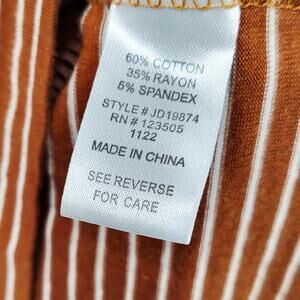 60% COTTON
35% RAYON
5% SPANDEX
STYLE # JD19874
RN # 123505
1122
MADE IN CHINA
SEE REVERSE
FOR CARE